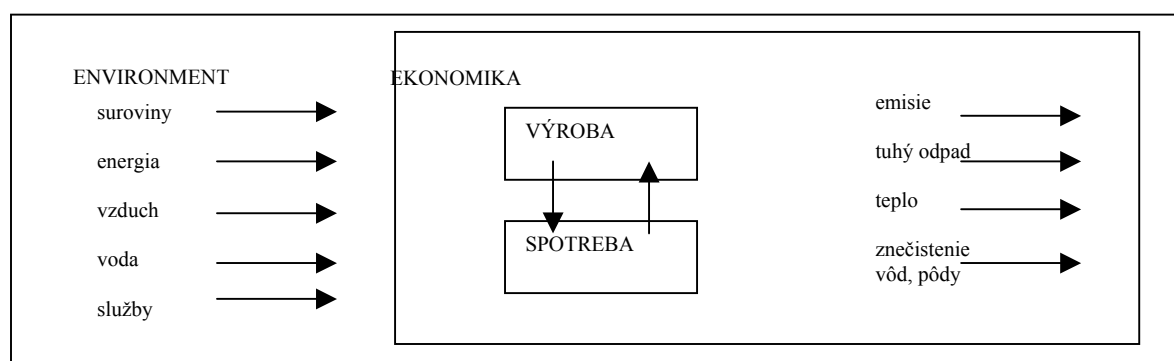 ENVIRONMENT
suroviny
energia
vzduch
voda
služby
EKONOMIKA
VÝROBA
SPOTREBA
emisie
tuhý odpad
teplo
znečistenie
vôd, pôdy